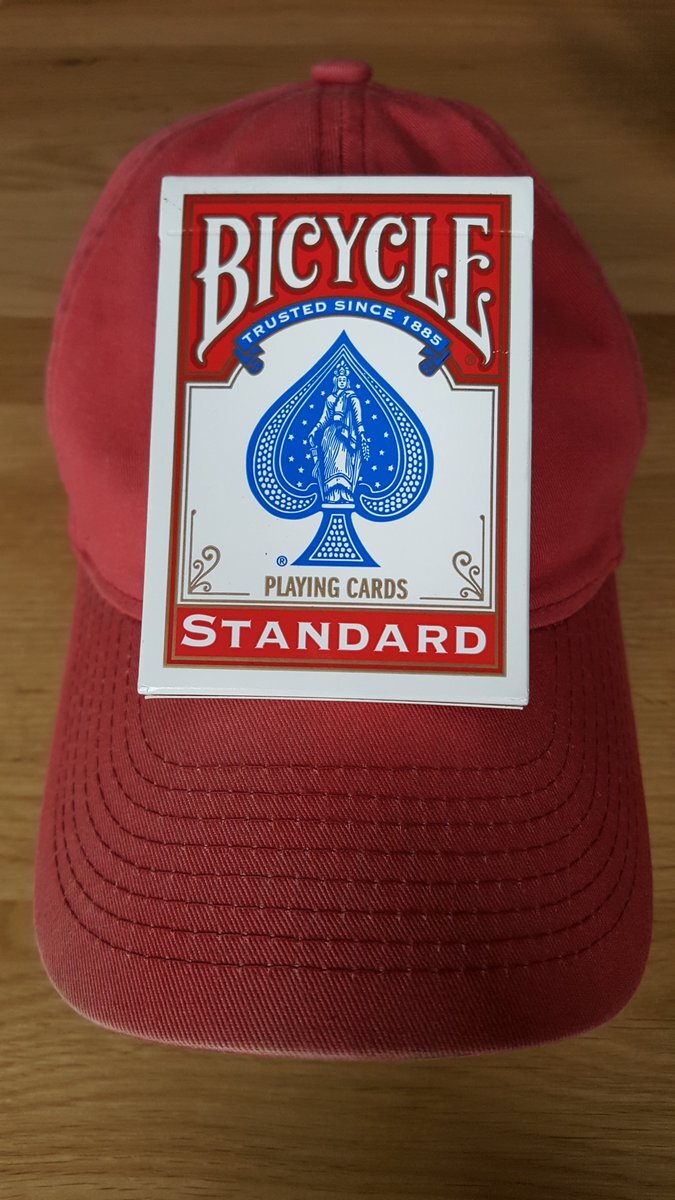 BICYCLE
®
TRUSTED SINCE 1885
®
PLAYING CARDS
STANDARD